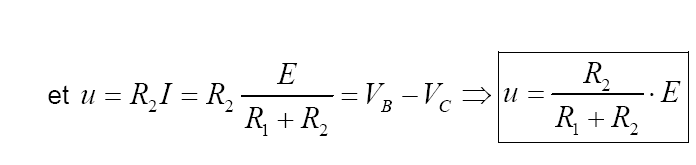 et u = R₂I = R₂ E/(R₁ + R₂) = V_B − V_C ⇒ u = R₂/(R₁ + R₂) · E